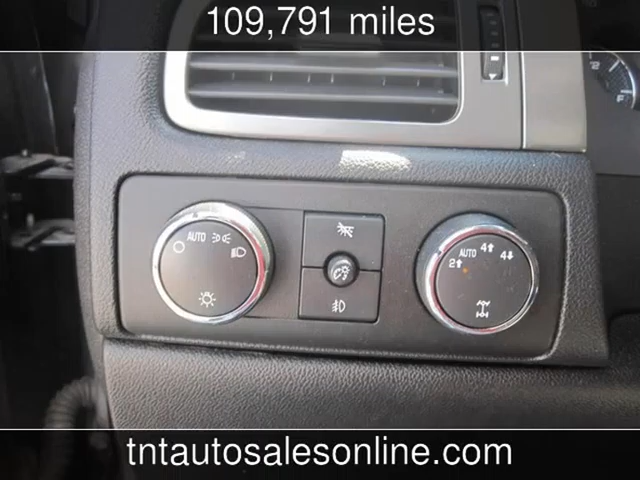 109,791 miles
AUTO
2↑ AUTO 4↑ 4↓
F
tntautosalesonline.com